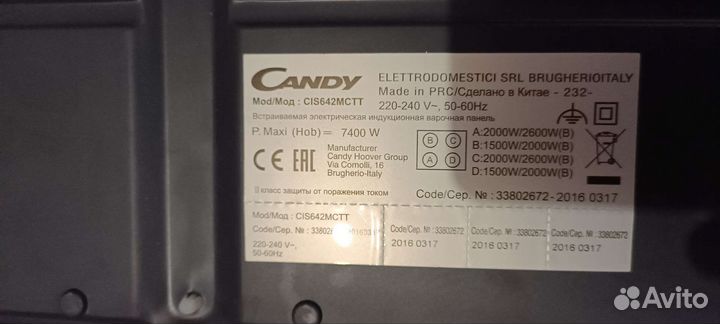 CANDY
ELETTRODOMESTICI SRL BRUGHERIOITALY
Made in PRC/Сделано в Китае - 232-
Mod/Мод : CIS642MCTT
220-240 V~, 50-60Hz
Встраиваемая электрическая индукционная варочная панель
P. Maxi (Hob)= 7400 W
CE EAC
Manufacturer
Candy Hoover Group
Via Comolli, 16
Brugherio-Italy
B C
A D
A:2000W/2600W(B)
B:1500W/2000W(B)
C:2000W/2600W(B)
D:1500W/2000W(B)
II класс защиты от поражения током
Code/Сер. № : 33802672- 2016 0317
Mod/Мод : CIS642MCTT
Code/Сер. № : 33802672
20160317
220-240 V~,
50-60Hz
Code/Сер. № : 33802672
2016 0317
Code/Сер. № : 33802672
2016 0317
Code/Сер. № : 33802672
2016 0317
Avito